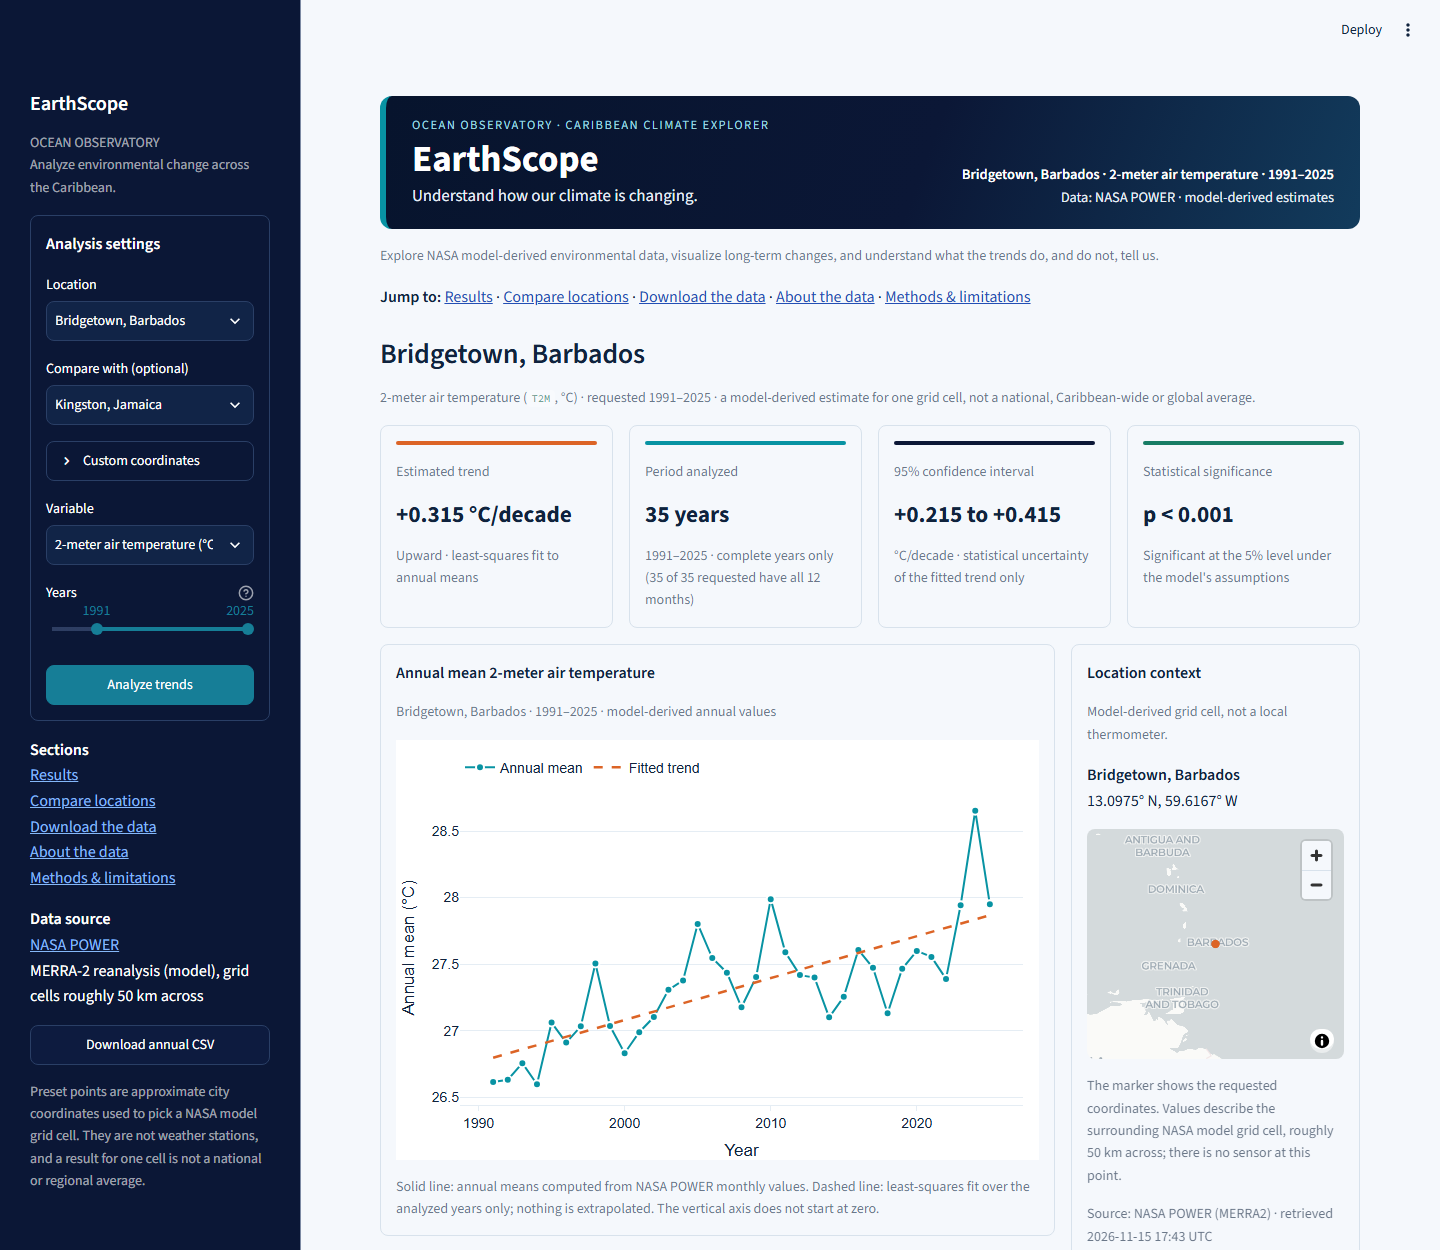 Deploy
EarthScope
OCEAN OBSERVATORY
Analyze environmental change across
the Caribbean.
Analysis settings
Location
Bridgetown, Barbados
Compare with (optional)
Kingston, Jamaica
Custom coordinates
Variable
2-meter air temperature (°C
Years
1991
2025
Analyze trends
Sections
Results
Compare locations
Download the data
About the data
Methods & limitations
Data source
NASA POWER
MERRA-2 reanalysis (model), grid
cells roughly 50 km across
Download annual CSV
Preset points are approximate city
coordinates used to pick a NASA model
grid cell. They are not weather stations,
and a result for one cell is not a national
or regional average.
OCEAN OBSERVATORY · CARIBBEAN CLIMATE EXPLORER
EarthScope
Understand how our climate is changing.
Bridgetown, Barbados · 2-meter air temperature · 1991–2025
Data: NASA POWER · model-derived estimates
Explore NASA model-derived environmental data, visualize long-term changes, and understand what the trends do, and do not, tell us.
Jump to: Results · Compare locations · Download the data · About the data · Methods & limitations
Bridgetown, Barbados
2-meter air temperature ( T2M , °C) · requested 1991–2025 · a model-derived estimate for one grid cell, not a national, Caribbean-wide or global average.
Estimated trend
+0.315 °C/decade
Upward · least-squares fit to
annual means
Period analyzed
35 years
1991–2025 · complete years only
(35 of 35 requested have all 12
months)
95% confidence interval
+0.215 to +0.415
°C/decade · statistical uncertainty
of the fitted trend only
Statistical significance
p < 0.001
Significant at the 5% level under
the model's assumptions
Annual mean 2-meter air temperature
Bridgetown, Barbados · 1991–2025 · model-derived annual values
Annual mean
Fitted trend
Annual mean (°C)
28.5
28
27.5
27
26.5
1990
2000
2010
2020
Year
Solid line: annual means computed from NASA POWER monthly values. Dashed line: least-squares fit over the
analyzed years only; nothing is extrapolated. The vertical axis does not start at zero.
Location context
Model-derived grid cell, not a local
thermometer.
Bridgetown, Barbados
13.0975° N, 59.6167° W
ANTIGUA AND
BARBUDA
DOMINICA
BARBADOS
GRENADA
TRINIDAD
AND TOBAGO
The marker shows the requested
coordinates. Values describe the
surrounding NASA model grid cell, roughly
50 km across; there is no sensor at this
point.
Source: NASA POWER (MERRA2) · retrieved
2026-11-15 17:43 UTC